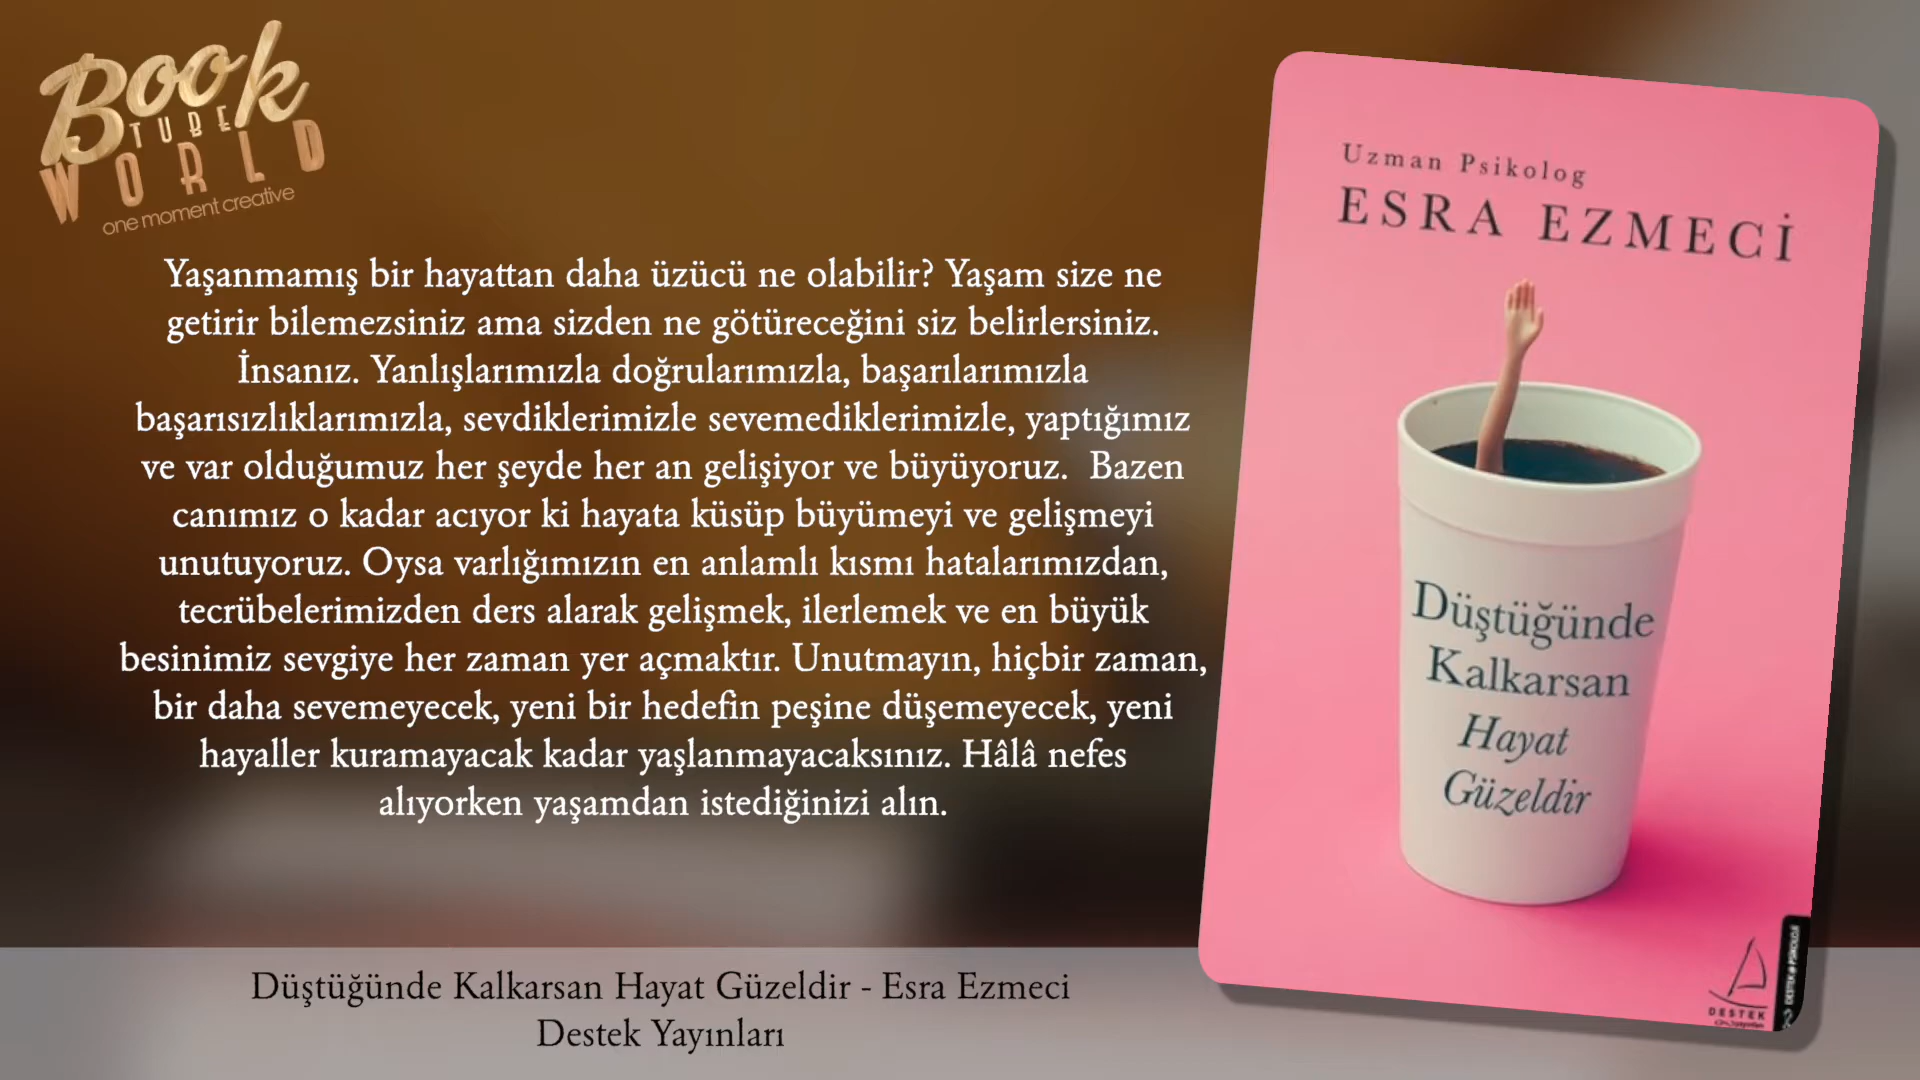 Book
TUBE
WORLD
one moment creative
Yaşanmamış bir hayattan daha üzücü ne olabilir? Yaşam size ne
getirir bilemezsiniz ama sizden ne götüreceğini siz belirlersiniz.
İnsanız. Yanlışlarımızla doğrularımızla, başarılarımızla
başarısızlıklarımızla, sevdiklerimizle sevemediklerimizle, yaptığımız
ve var olduğumuz her şeyde her an gelişiyor ve büyüyoruz.  Bazen
canımız o kadar acıyor ki hayata küsüp büyümeyi ve gelişmeyi
unutuyoruz. Oysa varlığımızın en anlamlı kısmı hatalarımızdan,
tecrübelerimizden ders alarak gelişmek, ilerlemek ve en büyük
besinimiz sevgiye her zaman yer açmaktır. Unutmayın, hiçbir zaman,
bir daha sevemeyecek, yeni bir hedefin peşine düşemeyecek, yeni
hayaller kuramayacak kadar yaşlanmayacaksınız. Hâlâ nefes
alıyorken yaşamdan istediğinizi alın.
Düştüğünde Kalkarsan Hayat Güzeldir - Esra Ezmeci
Destek Yayınları
Uzman Psikolog
ESRA EZMECİ
Düştüğünde
Kalkarsan
Hayat
Güzeldir
DESTEK
DESTEK PSİKOLOJİ